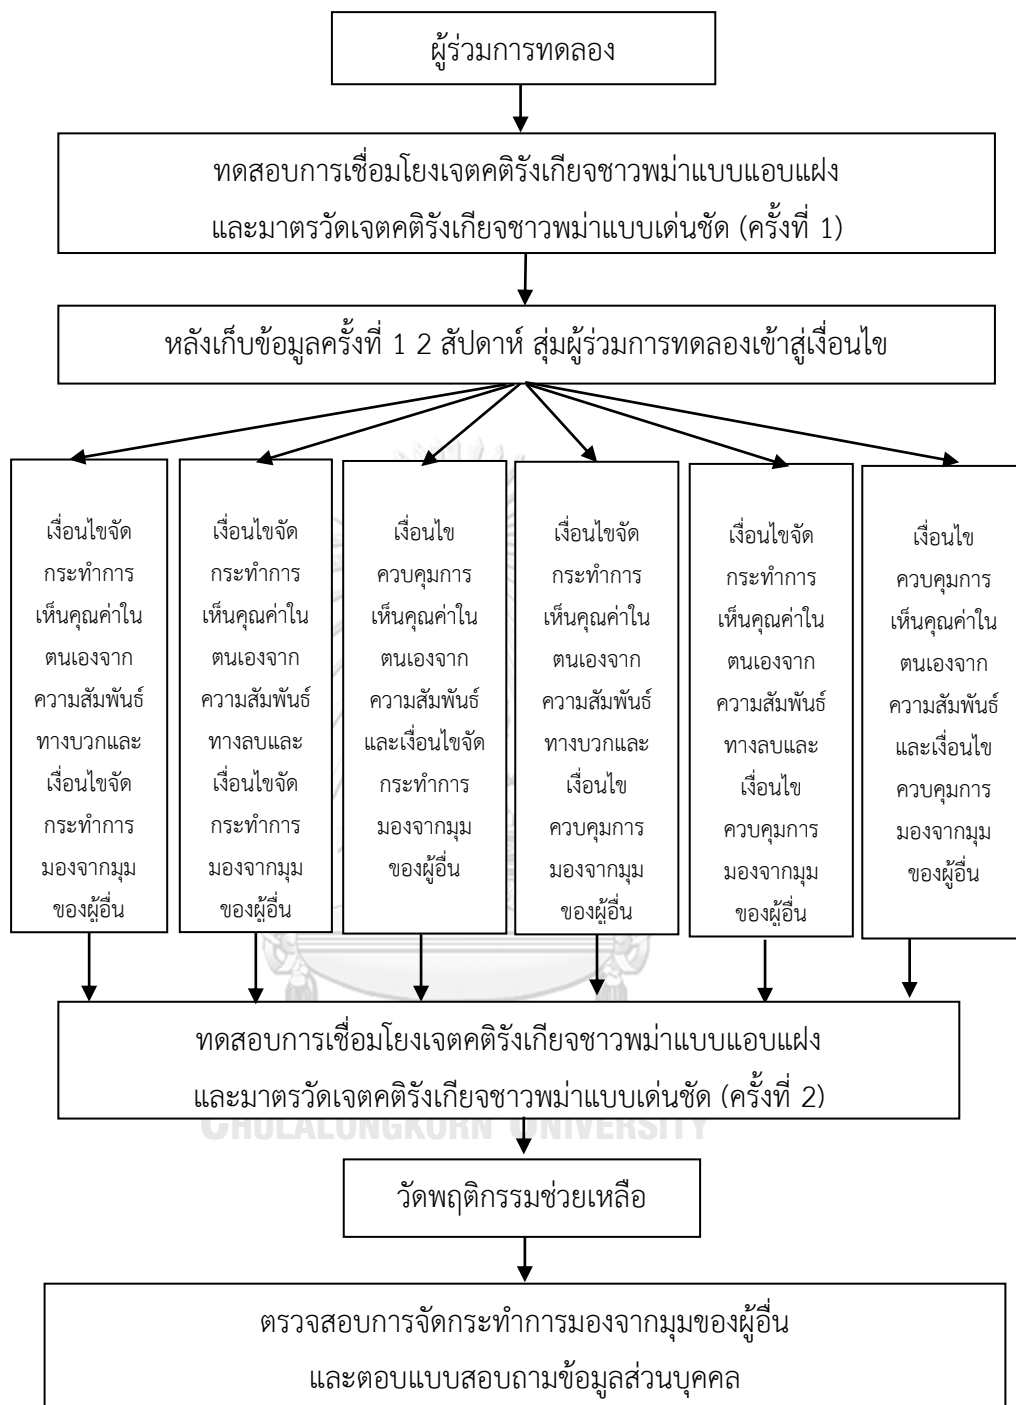 ผู้ร่วมการทดลอง
ทดสอบการเชื่อมโยงเจตคติรังเกียจชาวพม่าแบบแอบแฝง
และมาตรวัดเจตคติรังเกียจชาวพม่าแบบเด่นชัด (ครั้งที่ 1)
หลังเก็บข้อมูลครั้งที่ 1 2 สัปดาห์ สุ่มผู้ร่วมการทดลองเข้าสู่เงื่อนไข
เงื่อนไขจัด
กระทำการ
เห็นคุณค่าใน
ตนเองจาก
ความสัมพันธ์
ทางบวกและ
เงื่อนไขจัด
กระทำการ
มองจากมุม
ของผู้อื่น
เงื่อนไขจัด
กระทำการ
เห็นคุณค่าใน
ตนเองจาก
ความสัมพันธ์
ทางลบและ
เงื่อนไขจัด
กระทำการ
มองจากมุม
ของผู้อื่น
เงื่อนไข
ควบคุมการ
เห็นคุณค่าใน
ตนเองจาก
ความสัมพันธ์
และเงื่อนไขจัด
กระทำการ
มองจากมุม
ของผู้อื่น
เงื่อนไขจัด
กระทำการ
เห็นคุณค่าใน
ตนเองจาก
ความสัมพันธ์
ทางบวกและ
เงื่อนไข
ควบคุมการ
มองจากมุม
ของผู้อื่น
เงื่อนไขจัด
กระทำการ
เห็นคุณค่าใน
ตนเองจาก
ความสัมพันธ์
ทางลบและ
เงื่อนไข
ควบคุมการ
มองจากมุม
ของผู้อื่น
เงื่อนไข
ควบคุมการ
เห็นคุณค่าใน
ตนเองจาก
ความสัมพันธ์
และเงื่อนไข
ควบคุมการ
มองจากมุม
ของผู้อื่น
ทดสอบการเชื่อมโยงเจตคติรังเกียจชาวพม่าแบบแอบแฝง
และมาตรวัดเจตคติรังเกียจชาวพม่าแบบเด่นชัด (ครั้งที่ 2)
CHULALONGKORN UNIVERSITY
วัดพฤติกรรมช่วยเหลือ
ตรวจสอบการจัดกระทำการมองจากมุมของผู้อื่น
และตอบแบบสอบถามข้อมูลส่วนบุคคล